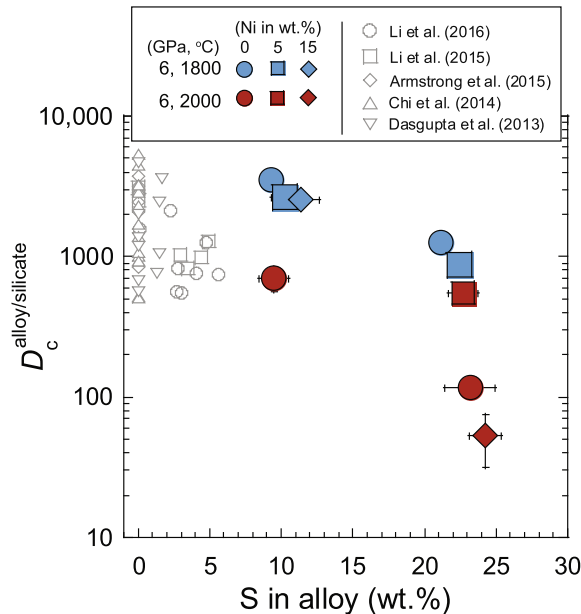 (Ni in wt.%)
(GPa, °C) 0 5 15
6, 1800
6, 2000
Li et al. (2016)
Li et al. (2015)
Armstrong et al. (2015)
Chi et al. (2014)
Dasgupta et al. (2013)
10,000
1000
100
10
D_c^alloy/silicate
0 5 10 15 20 25 30
S in alloy (wt.%)